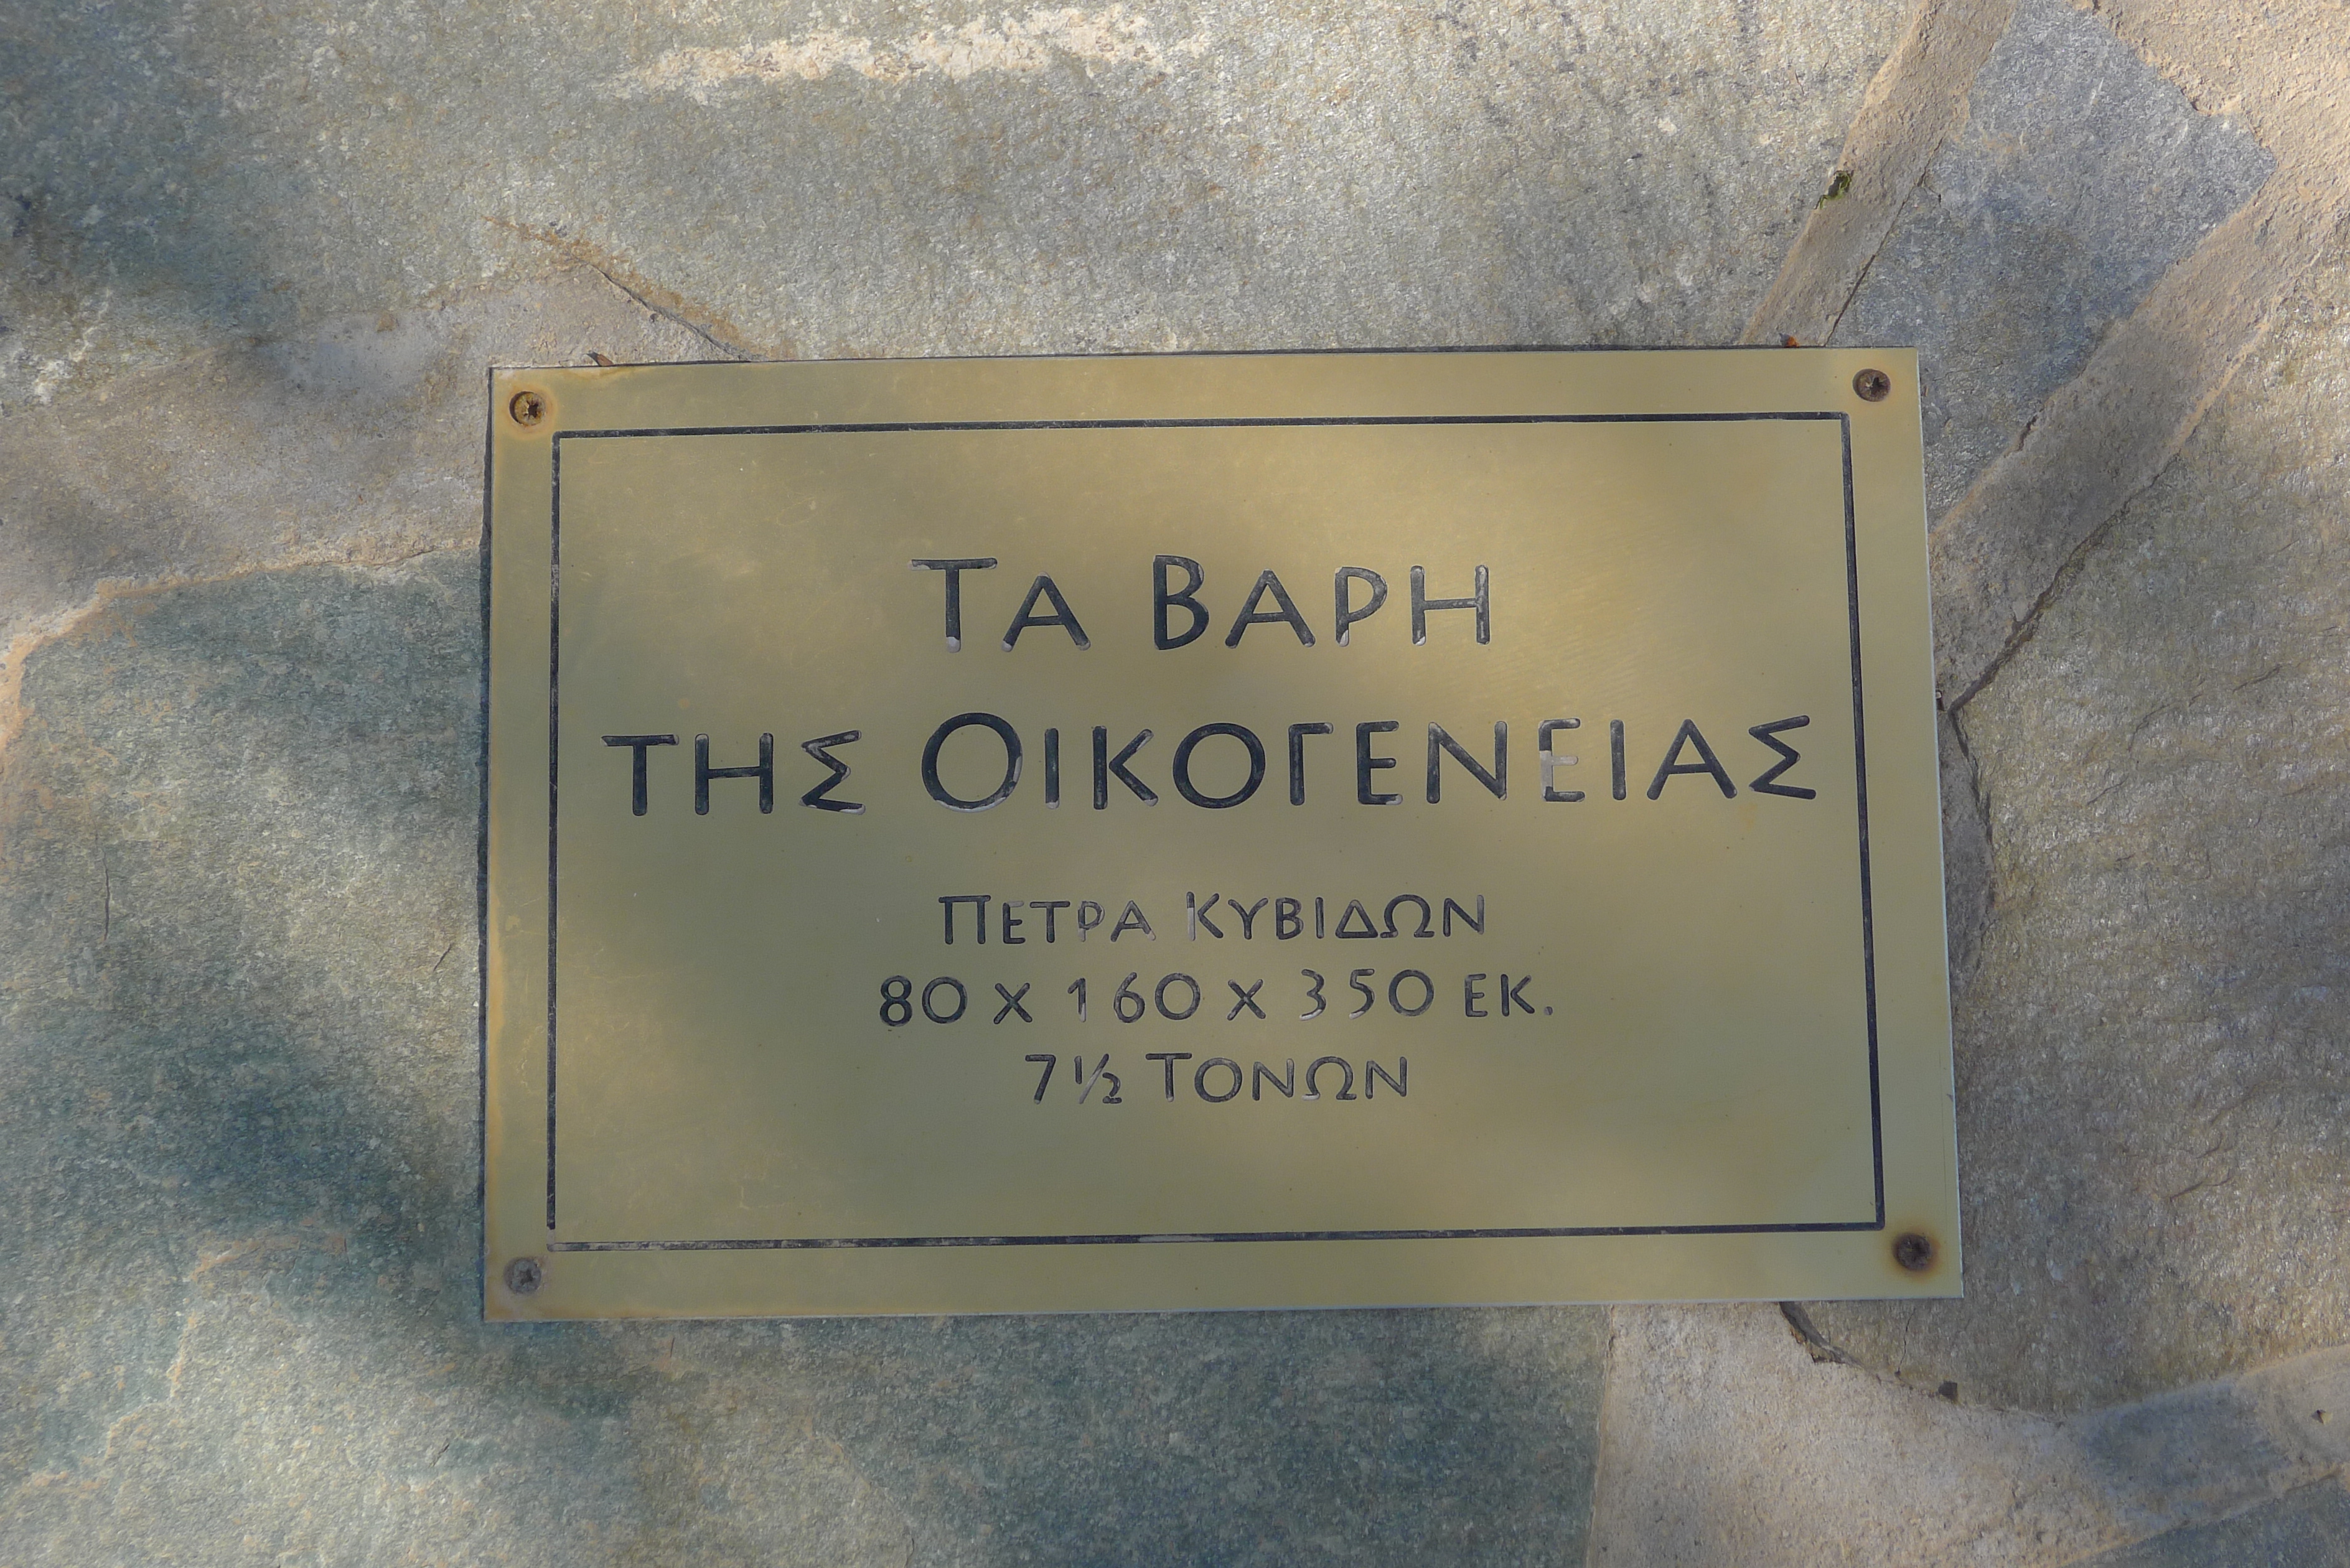 ΤΑ ΒΑΡΗ
ΤΗΣ ΟΙΚΟΓΕΝΕΙΑΣ
ΠΕΤΡΑ ΚΥΒΙΔΩΝ
80 Χ 160 Χ 350 ΕΚ.
7½ ΤΟΝΩΝ